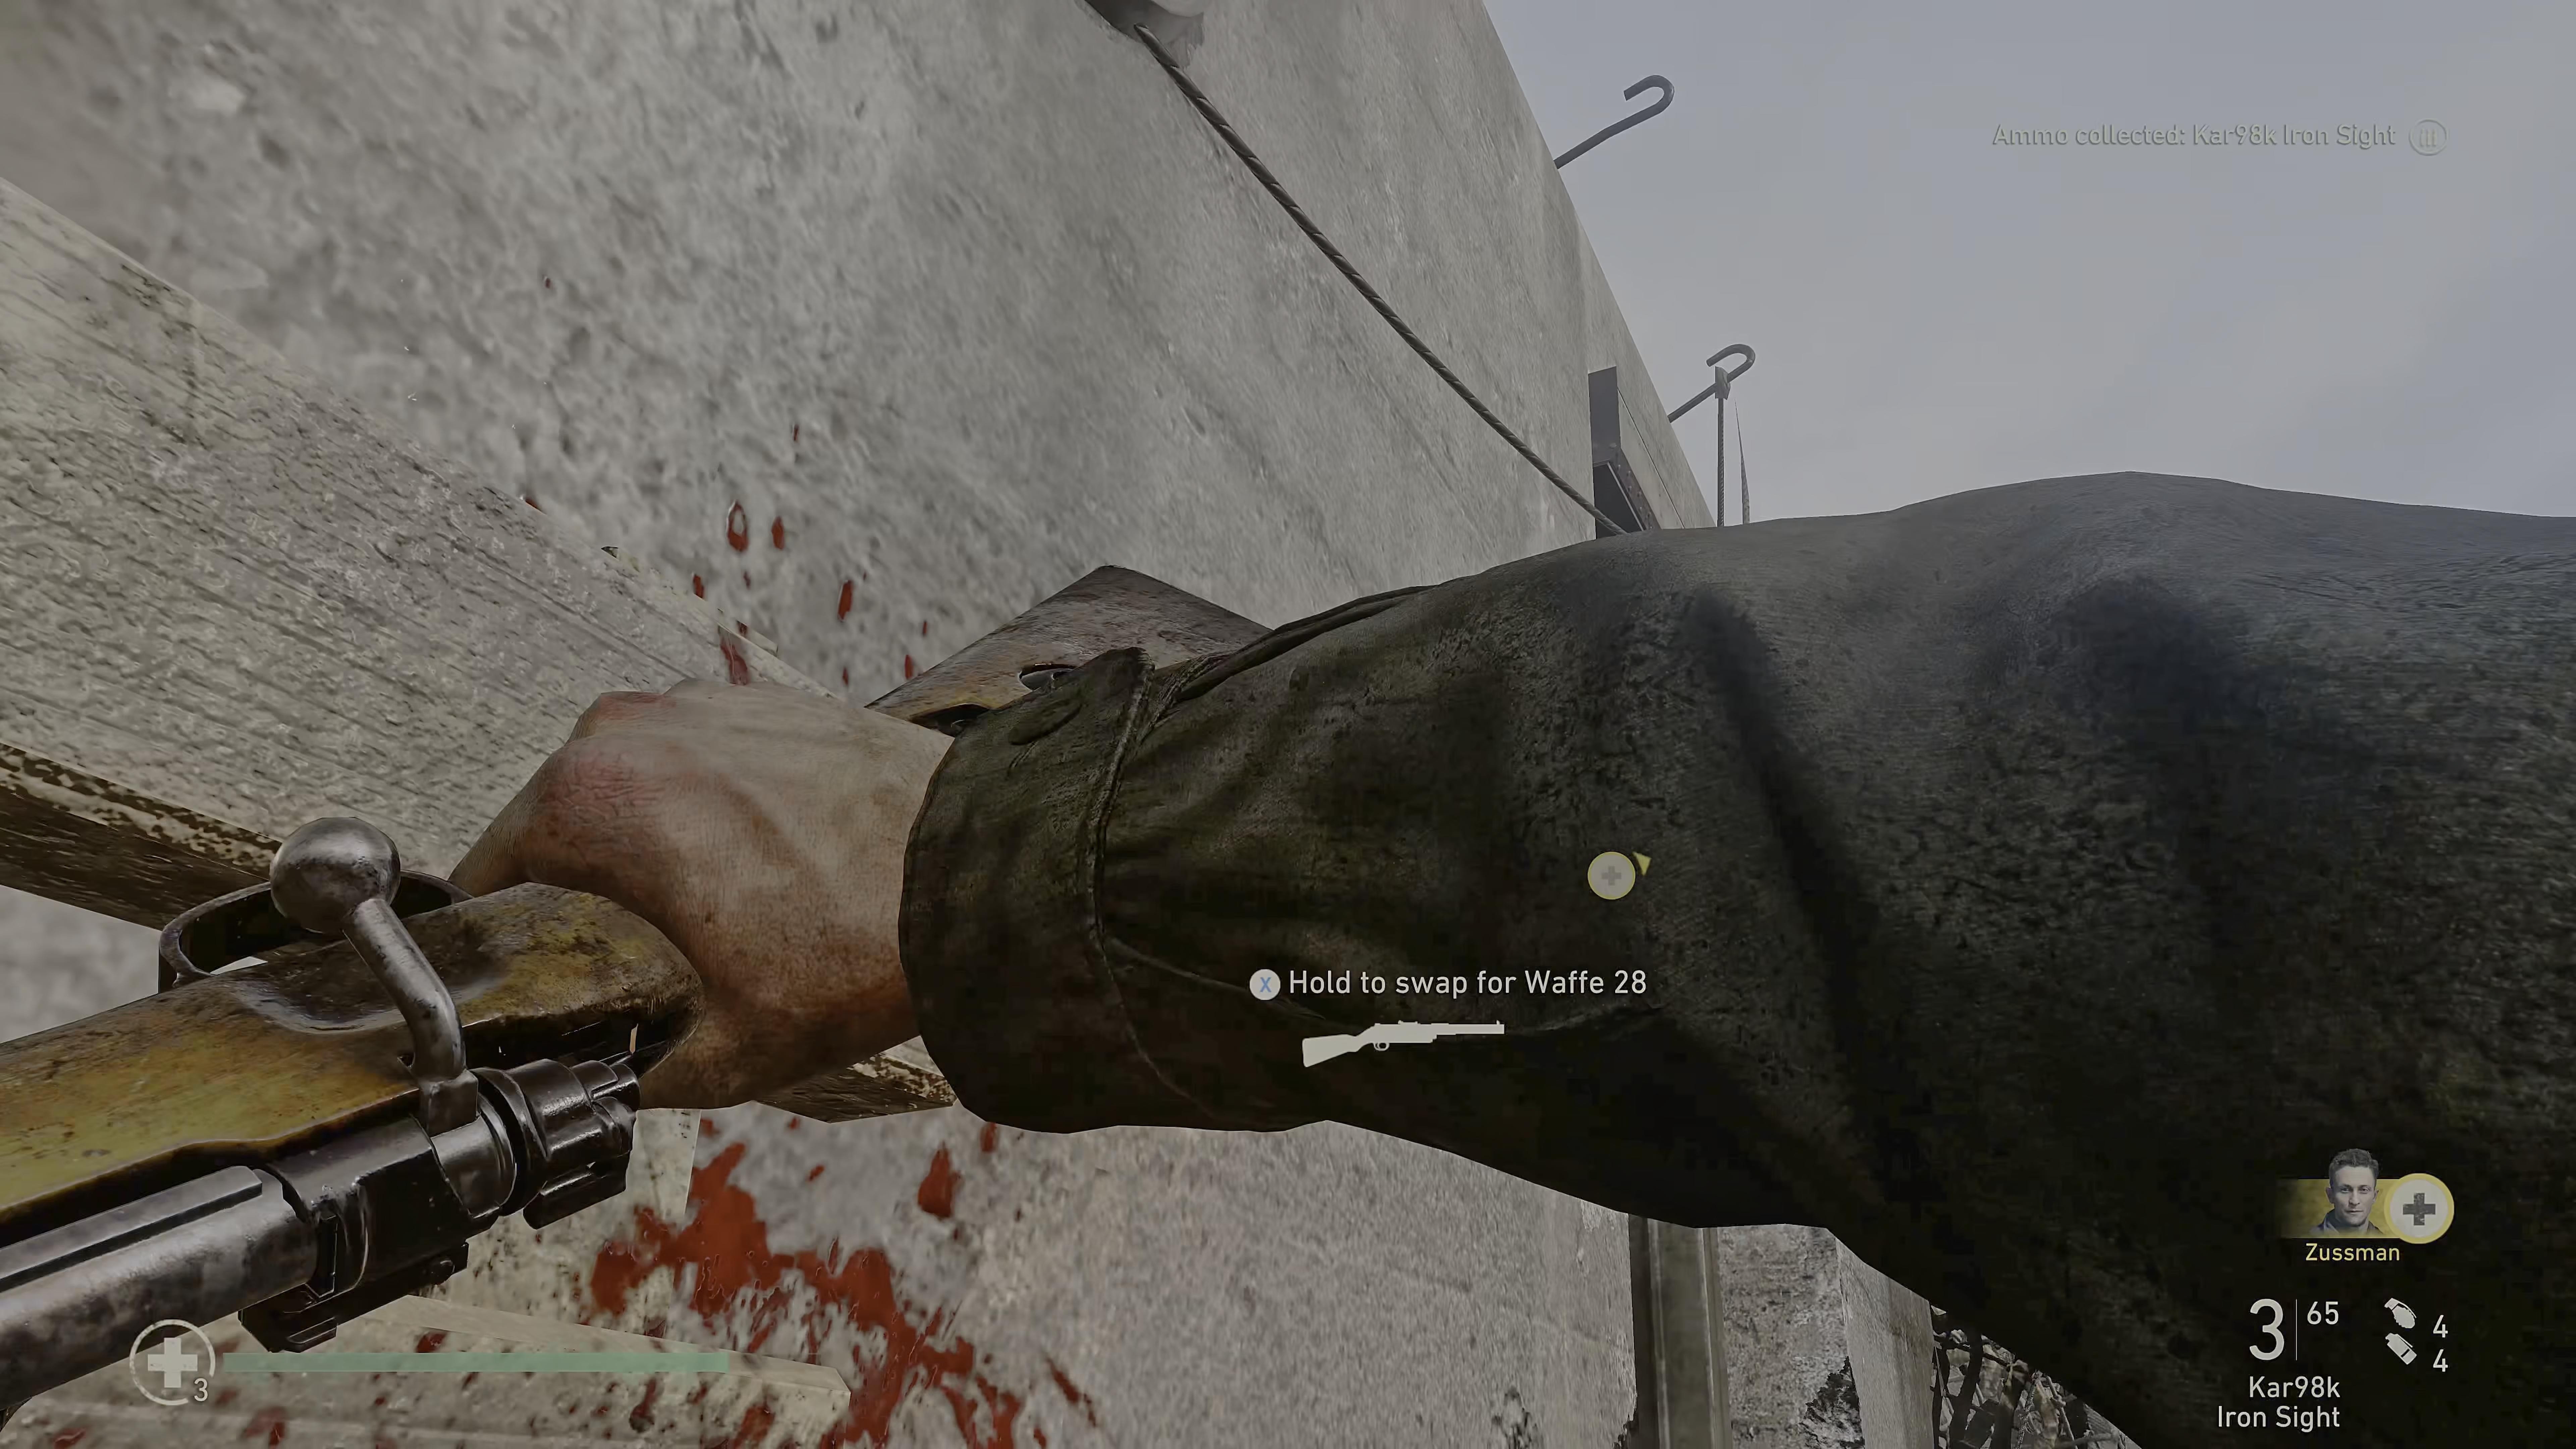 Ammo collected: Kar98k Iron Sight
X Hold to swap for Waffe 28
Zussman
3 65
4
4
Kar98k
Iron Sight
3